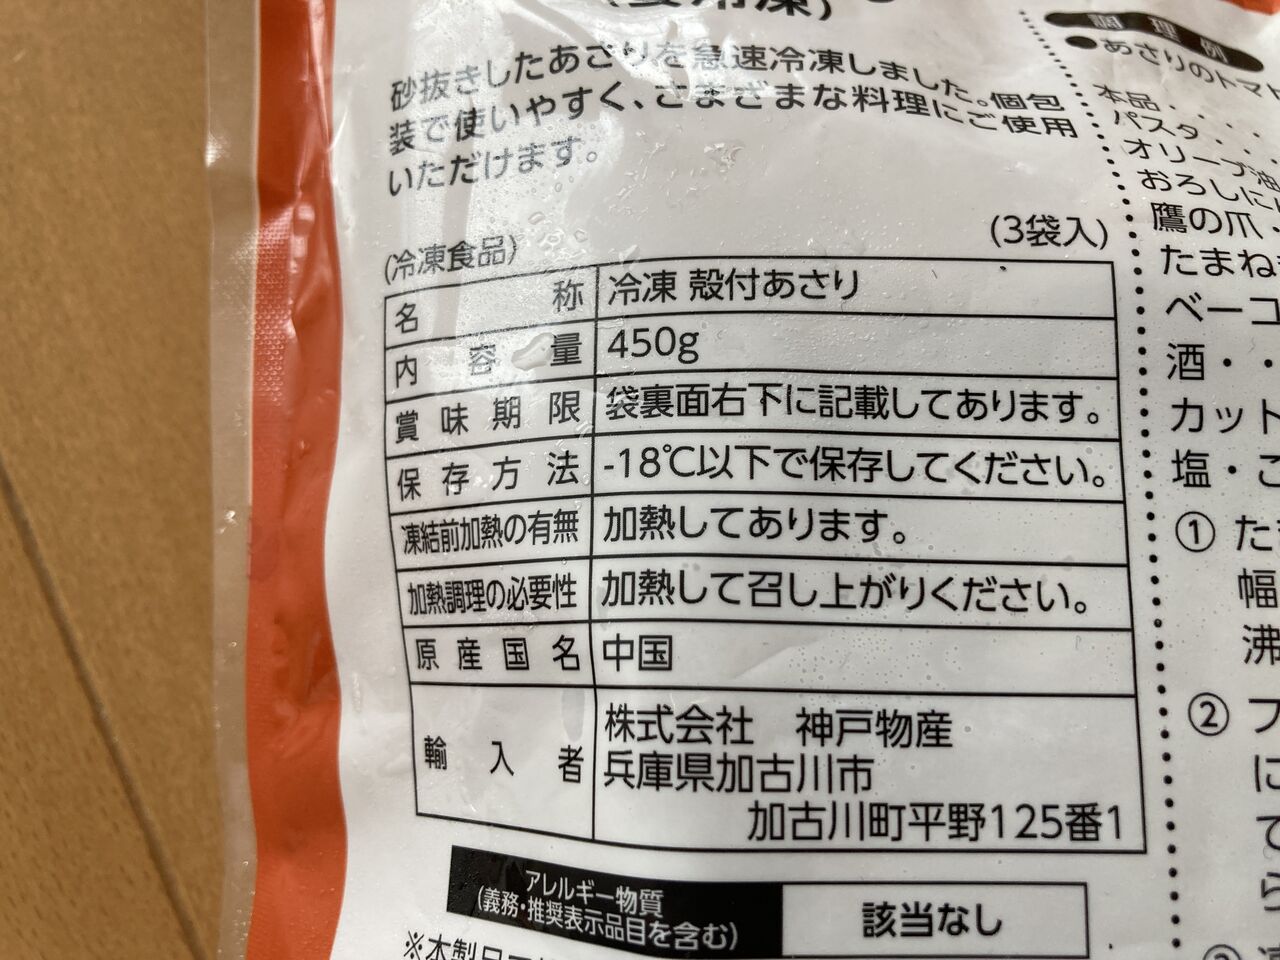 砂抜きしたあさりを急速冷凍しました。個包
装で使いやすく、さまざまな料理にご使用
いただけます。
(3袋入)
(冷凍食品)
名称 冷凍 殻付あさり
内容量 450g
賞味期限 袋裏面右下に記載してあります。
保存方法 -18℃以下で保存してください。
凍結前加熱の有無 加熱してあります。
加熱調理の必要性 加熱して召し上がりください。
原産国名 中国
輸入者 株式会社 神戸物産
兵庫県加古川市
加古川町平野125番1
アレルギー物質
(義務・推奨表示品目を含む)
該当なし
調理例
●あさりのトマト
本品・・・
パスタ・・・
オリーブ油
おろしに
鷹の爪・
たまね
ベーコ
酒・・
カット
塩・こ
① た
幅
沸
② フ
に